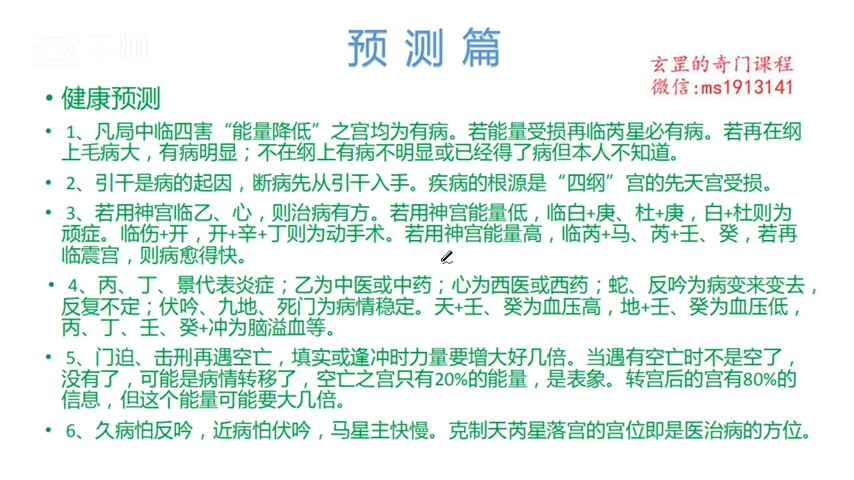 千聊
预测篇
玄罡的奇门课程
微信:ms1913141
• 健康预测
• 1、凡局中临四害“能量降低”之宫均为有病。若能量受损再临芮星必有病。若再在纲
上毛病大，有病明显；不在纲上有病不明显或已经得了病但本人不知道。
• 2、引干是病的起因，断病先从引干入手。疾病的根源是“四纲”宫的先天宫受损。
• 3、若用神宫临乙、心，则治病有方。若用神宫能量低，临白+庚、杜+庚，白+杜则为
顽症。临伤+开，开+辛+丁则为动手术。若用神宫能量高，临芮+马、芮+壬、癸，若再
临震宫，则病愈得快。
• 4、丙、丁、景代表炎症；乙为中医或中药；心为西医或西药；蛇、反吟为病变来变去，
反复不定；伏吟、九地、死门为病情稳定。天+壬、癸为血压高，地+壬、癸为血压低，
丙、丁、壬、癸+冲为脑溢血等。
• 5、门迫、击刑再遇空亡，填实或逢冲时力量要增大好几倍。当遇有空亡时不是空了，
没有了，可能是病情转移了，空亡之宫只有20%的能量，是表象。转宫后的宫有80%的
信息，但这个能量可能要大几倍。
• 6、久病怕反吟，近病怕伏吟，马星主快慢。克制天芮星落宫的宫位即是医治病的方位。